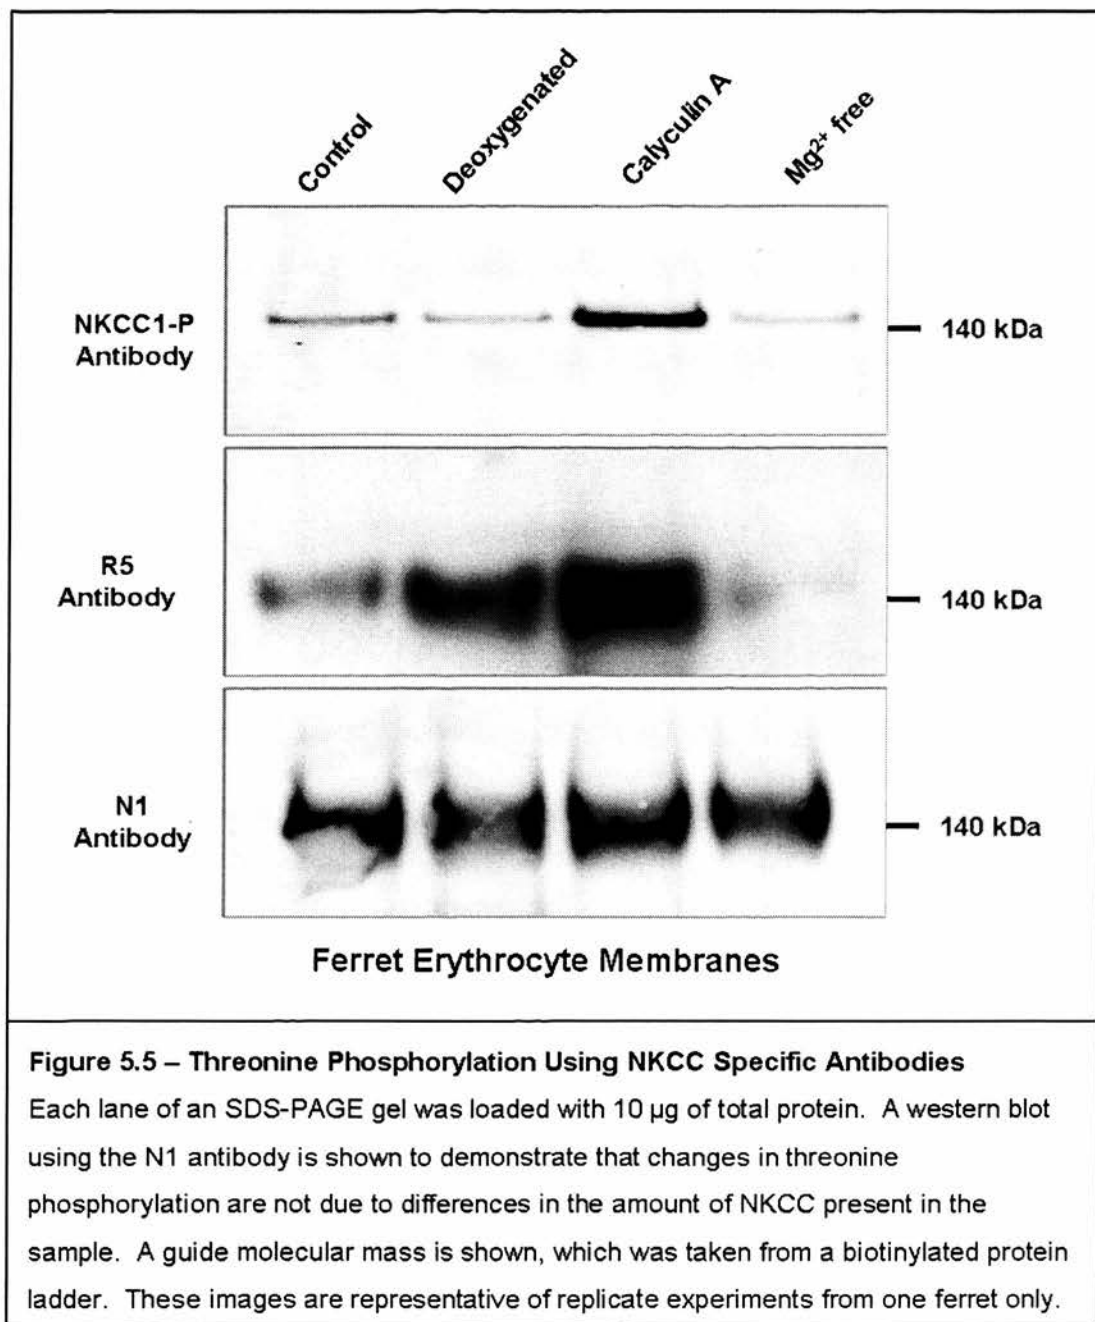 Control
Deoxygenated
Calyculin A
Mg²⁺ free
NKCC1-P
Antibody
140 kDa
R5
Antibody
140 kDa
N1
Antibody
140 kDa
Ferret Erythrocyte Membranes
Figure 5.5 – Threonine Phosphorylation Using NKCC Specific Antibodies
Each lane of an SDS-PAGE gel was loaded with 10 µg of total protein. A western blot
using the N1 antibody is shown to demonstrate that changes in threonine
phosphorylation are not due to differences in the amount of NKCC present in the
sample. A guide molecular mass is shown, which was taken from a biotinylated protein
ladder. These images are representative of replicate experiments from one ferret only.